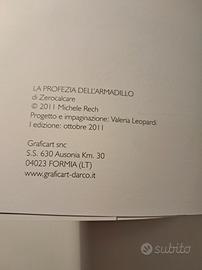 LA PROFEZIA DELL'ARMADILLO
di Zerocalcare
© 2011 Michele Rech
Progetto e impaginazione: Valeria Leopardi
I edizione: ottobre 2011
Graficart snc
S.S. 630 Ausonia Km. 30
04023 FORMIA (LT)
www.graficart-darco.it
subito